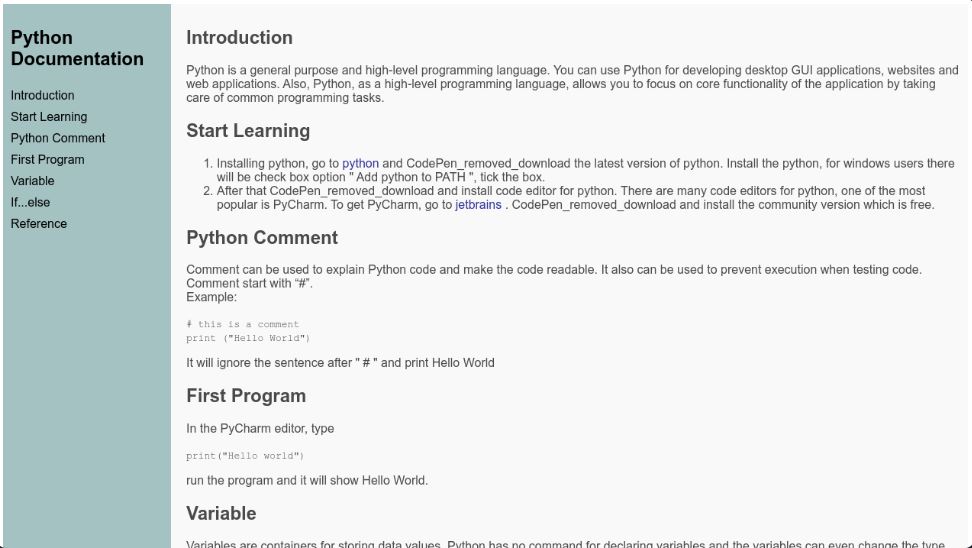 Python
Documentation
Introduction
Start Learning
Python Comment
First Program
Variable
If...else
Reference
Introduction
Python is a general purpose and high-level programming language. You can use Python for developing desktop GUI applications, websites and
web applications. Also, Python, as a high-level programming language, allows you to focus on core functionality of the application by taking
care of common programming tasks.
Start Learning
1. Installing python, go to python and CodePen_removed_download the latest version of python. Install the python, for windows users there
will be check box option " Add python to PATH ", tick the box.
2. After that CodePen_removed_download and install code editor for python. There are many code editors for python, one of the most
popular is PyCharm. To get PyCharm, go to jetbrains . CodePen_removed_download and install the community version which is free.
Python Comment
Comment can be used to explain Python code and make the code readable. It also can be used to prevent execution when testing code.
Comment start with “#”.
Example:
# this is a comment
print ("Hello World")
It will ignore the sentence after " # " and print Hello World
First Program
In the PyCharm editor, type
print("Hello world")
run the program and it will show Hello World.
Variable
Variables are containers for storing data values. Python has no command for declaring variables and the variables can even change the type